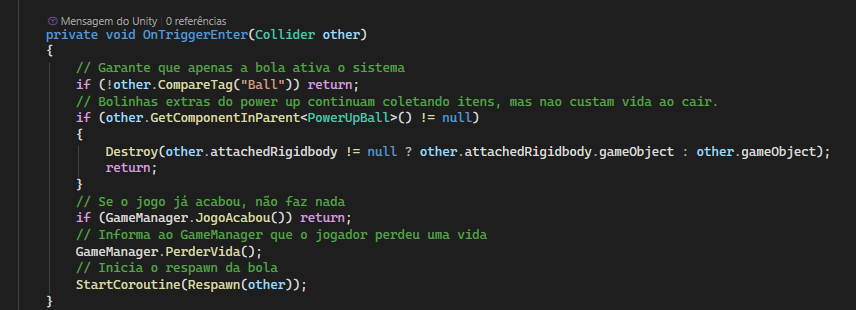 Mensagem do Unity | 0 referências
private void OnTriggerEnter(Collider other)
{
// Garante que apenas a bola ativa o sistema
if (!other.CompareTag("Ball")) return;
// Bolinhas extras do power up continuam coletando itens, mas nao custam vida ao cair.
if (other.GetComponentInParent<PowerUpBall>() != null)
{
Destroy(other.attachedRigidbody != null ? other.attachedRigidbody.gameObject : other.gameObject);
return;
}
// Se o jogo já acabou, não faz nada
if (GameManager.JogoAcabou()) return;
// Informa ao GameManager que o jogador perdeu uma vida
GameManager.PerderVida();
// Inicia o respawn da bola
StartCoroutine(Respawn(other));
}